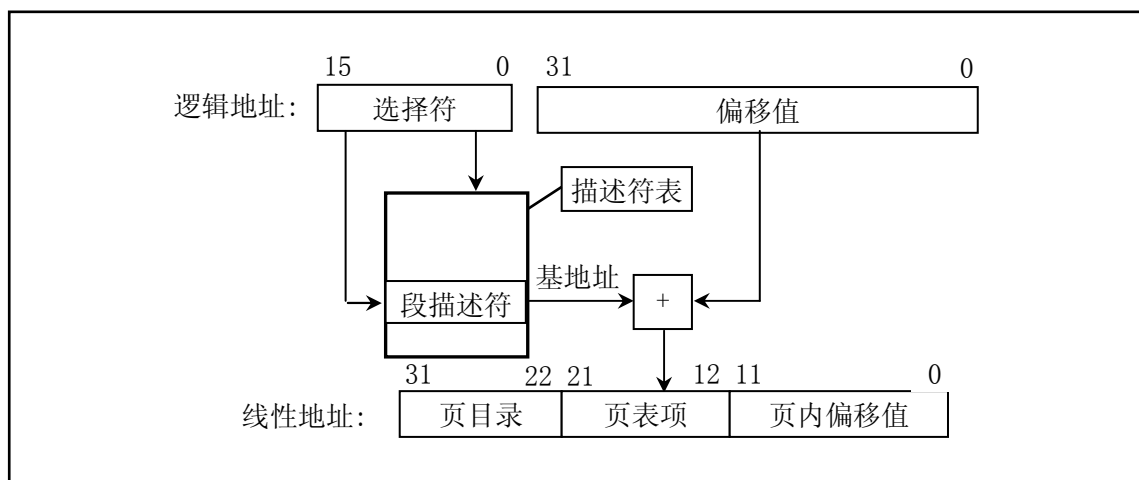 15 0 31 0
逻辑地址: 选择符 偏移值
描述符表
基地址
段描述符 +
31 22 21 12 11 0
线性地址: 页目录 页表项 页内偏移值